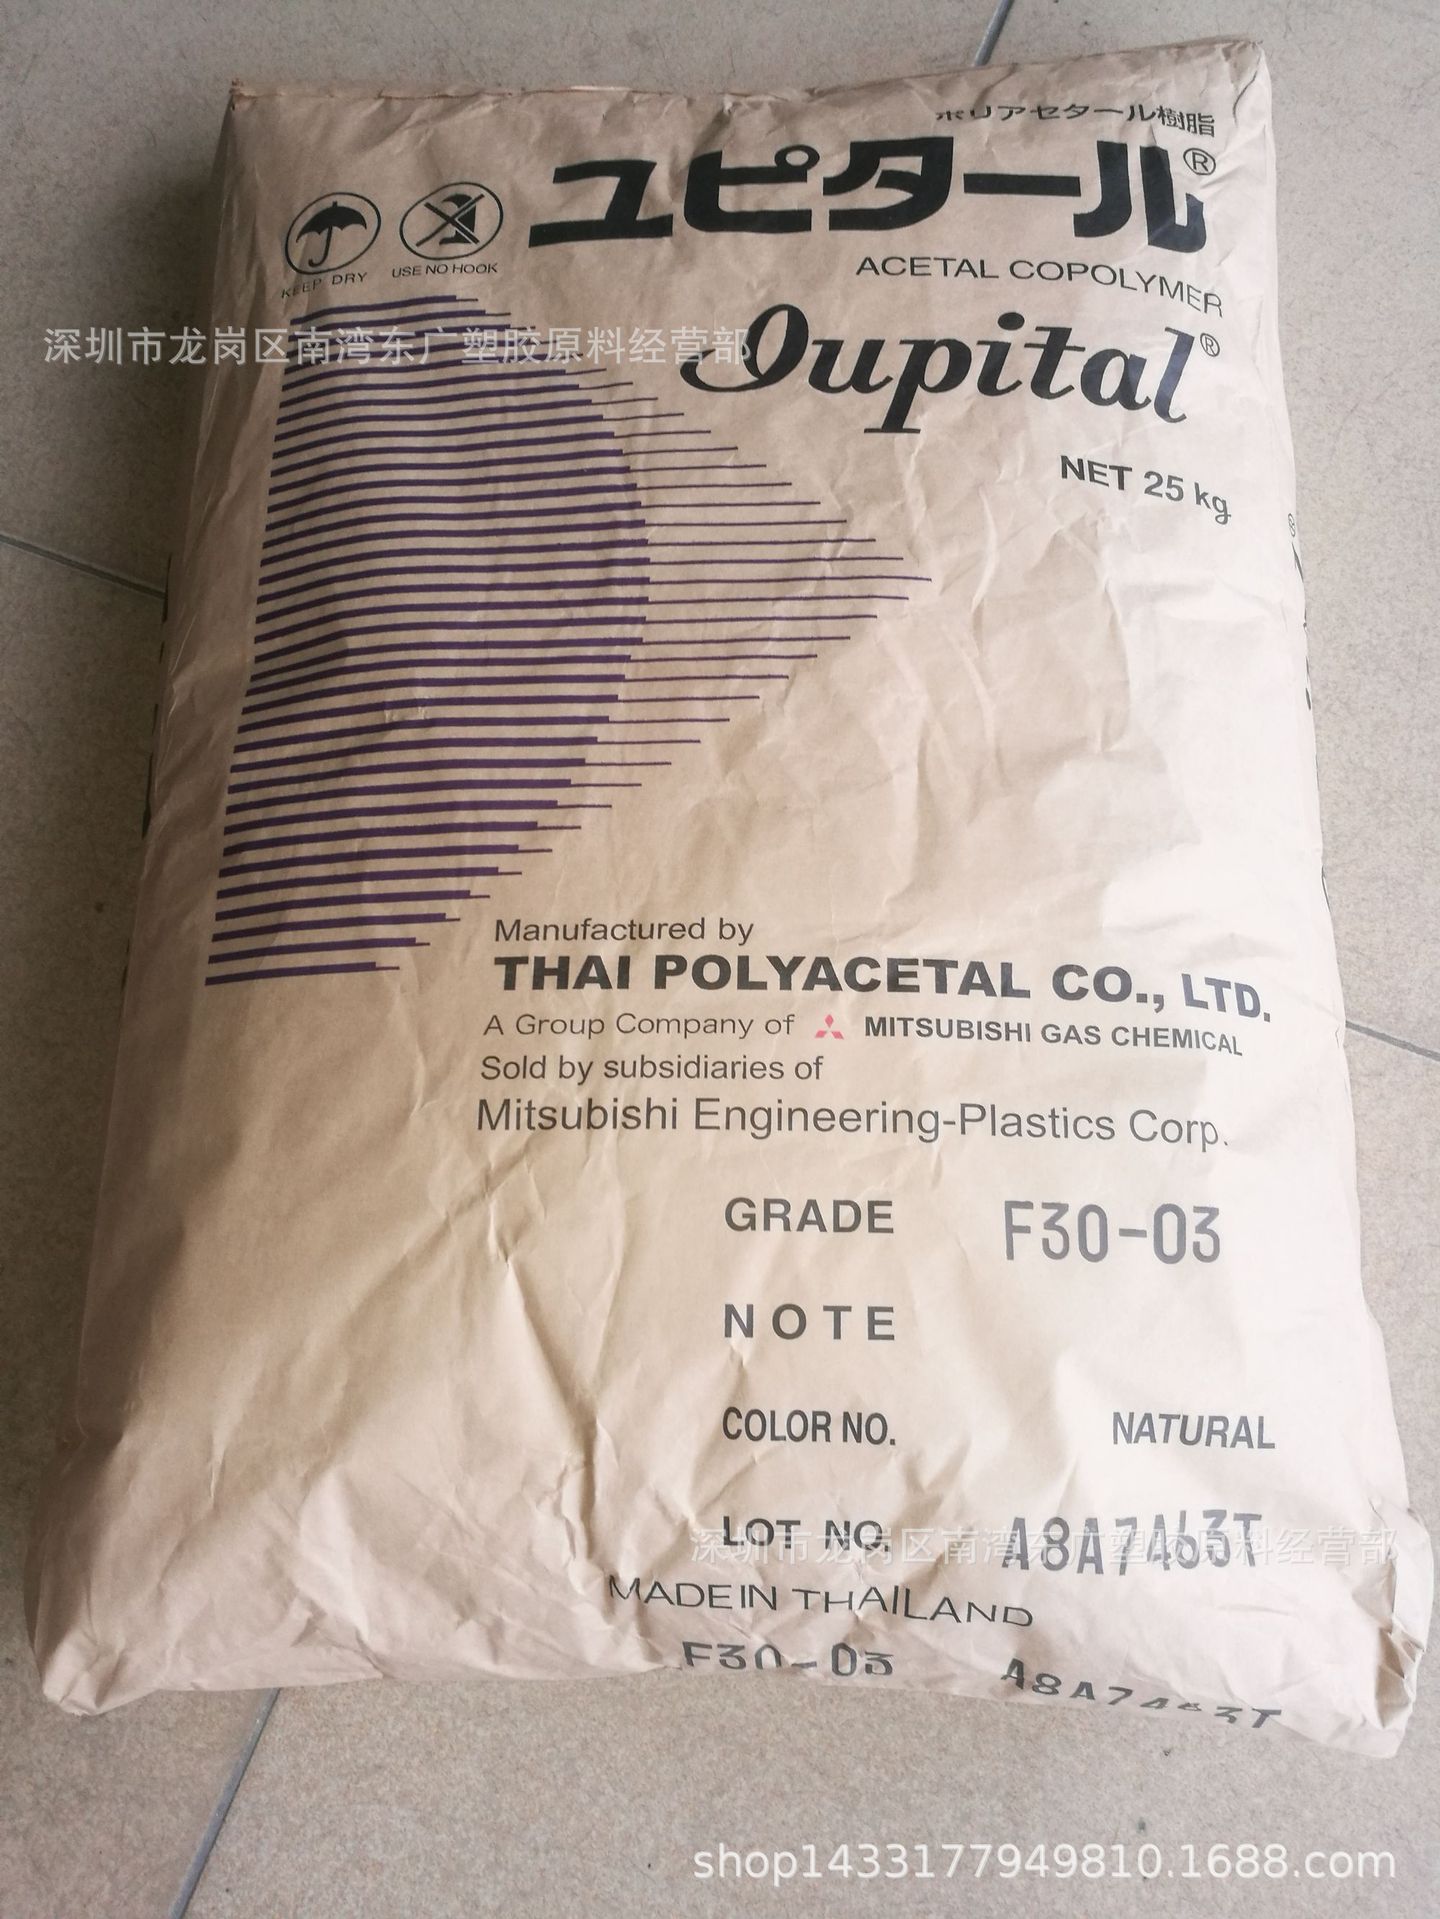 ポリアセタール樹脂
ユピタール®
KEEP DRY
USE NO HOOK
ACETAL COPOLYMER
Iupital®
深圳市龙岗区南湾东广塑胶原料经营部
NET 25 kg
Manufactured by
THAI POLYACETAL CO., LTD.
A Group Company of MITSUBISHI GAS CHEMICAL
Sold by subsidiaries of
Mitsubishi Engineering-Plastics Corp.
GRADE F30-03
NOTE
COLOR NO. NATURAL
LOT NO. A8A7463T
深圳市龙岗区南湾东广塑胶原料经营部
MADE IN THAILAND
F30-03 A8A7463T
shop1433177949810.1688.com